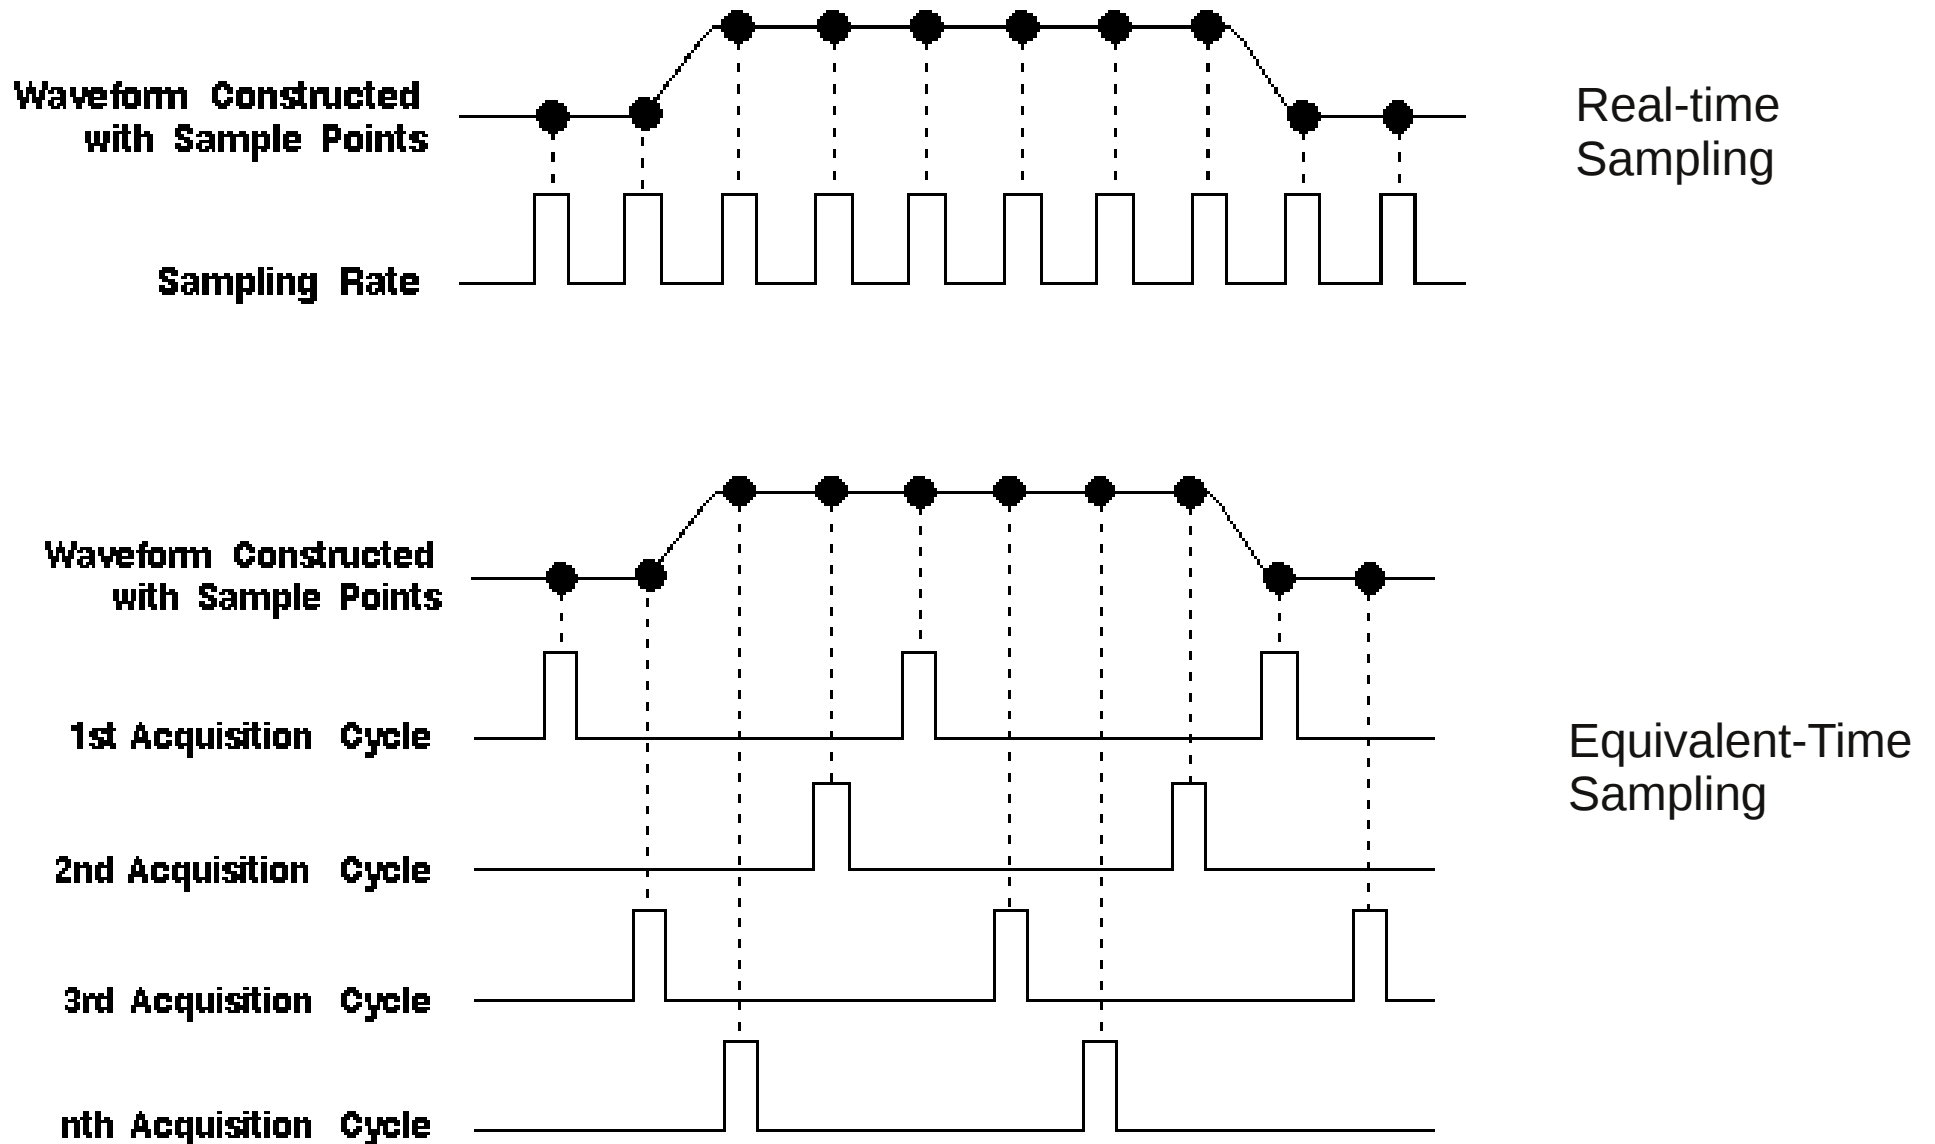 Waveform Constructed
with Sample Points
Real-time
Sampling
Sampling Rate
Waveform Constructed
with Sample Points
1st Acquisition Cycle
Equivalent-Time
Sampling
2nd Acquisition Cycle
3rd Acquisition Cycle
nth Acquisition Cycle